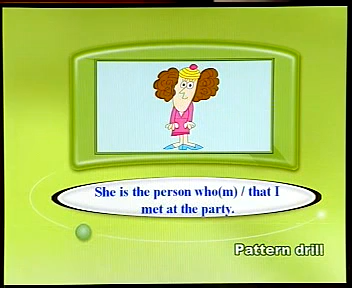 She is the person who(m) / that I
met at the party.
Pattern drill